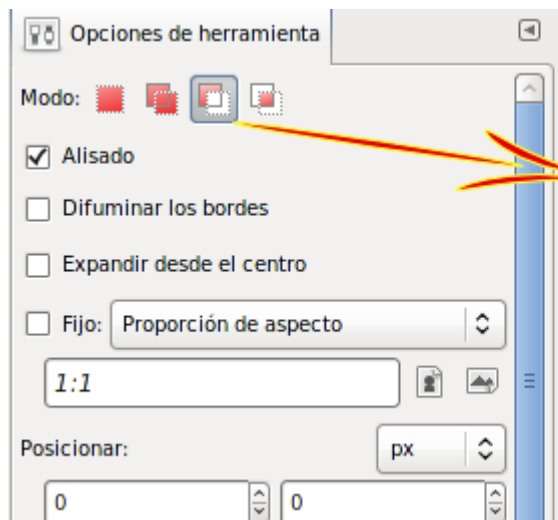 Opciones de herramienta
Modo:
Alisado
Difuminar los bordes
Expandir desde el centro
Fijo: Proporción de aspecto
1:1
Posicionar: px
0 0